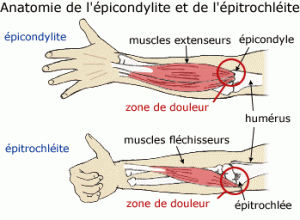 Anatomie de l'épicondylite et de l'épitrochléite
épicondylite
muscles extenseurs
épicondyle
zone de douleur
humérus
épitrochléite
muscles fléchisseurs
zone de douleur
épitrochlée